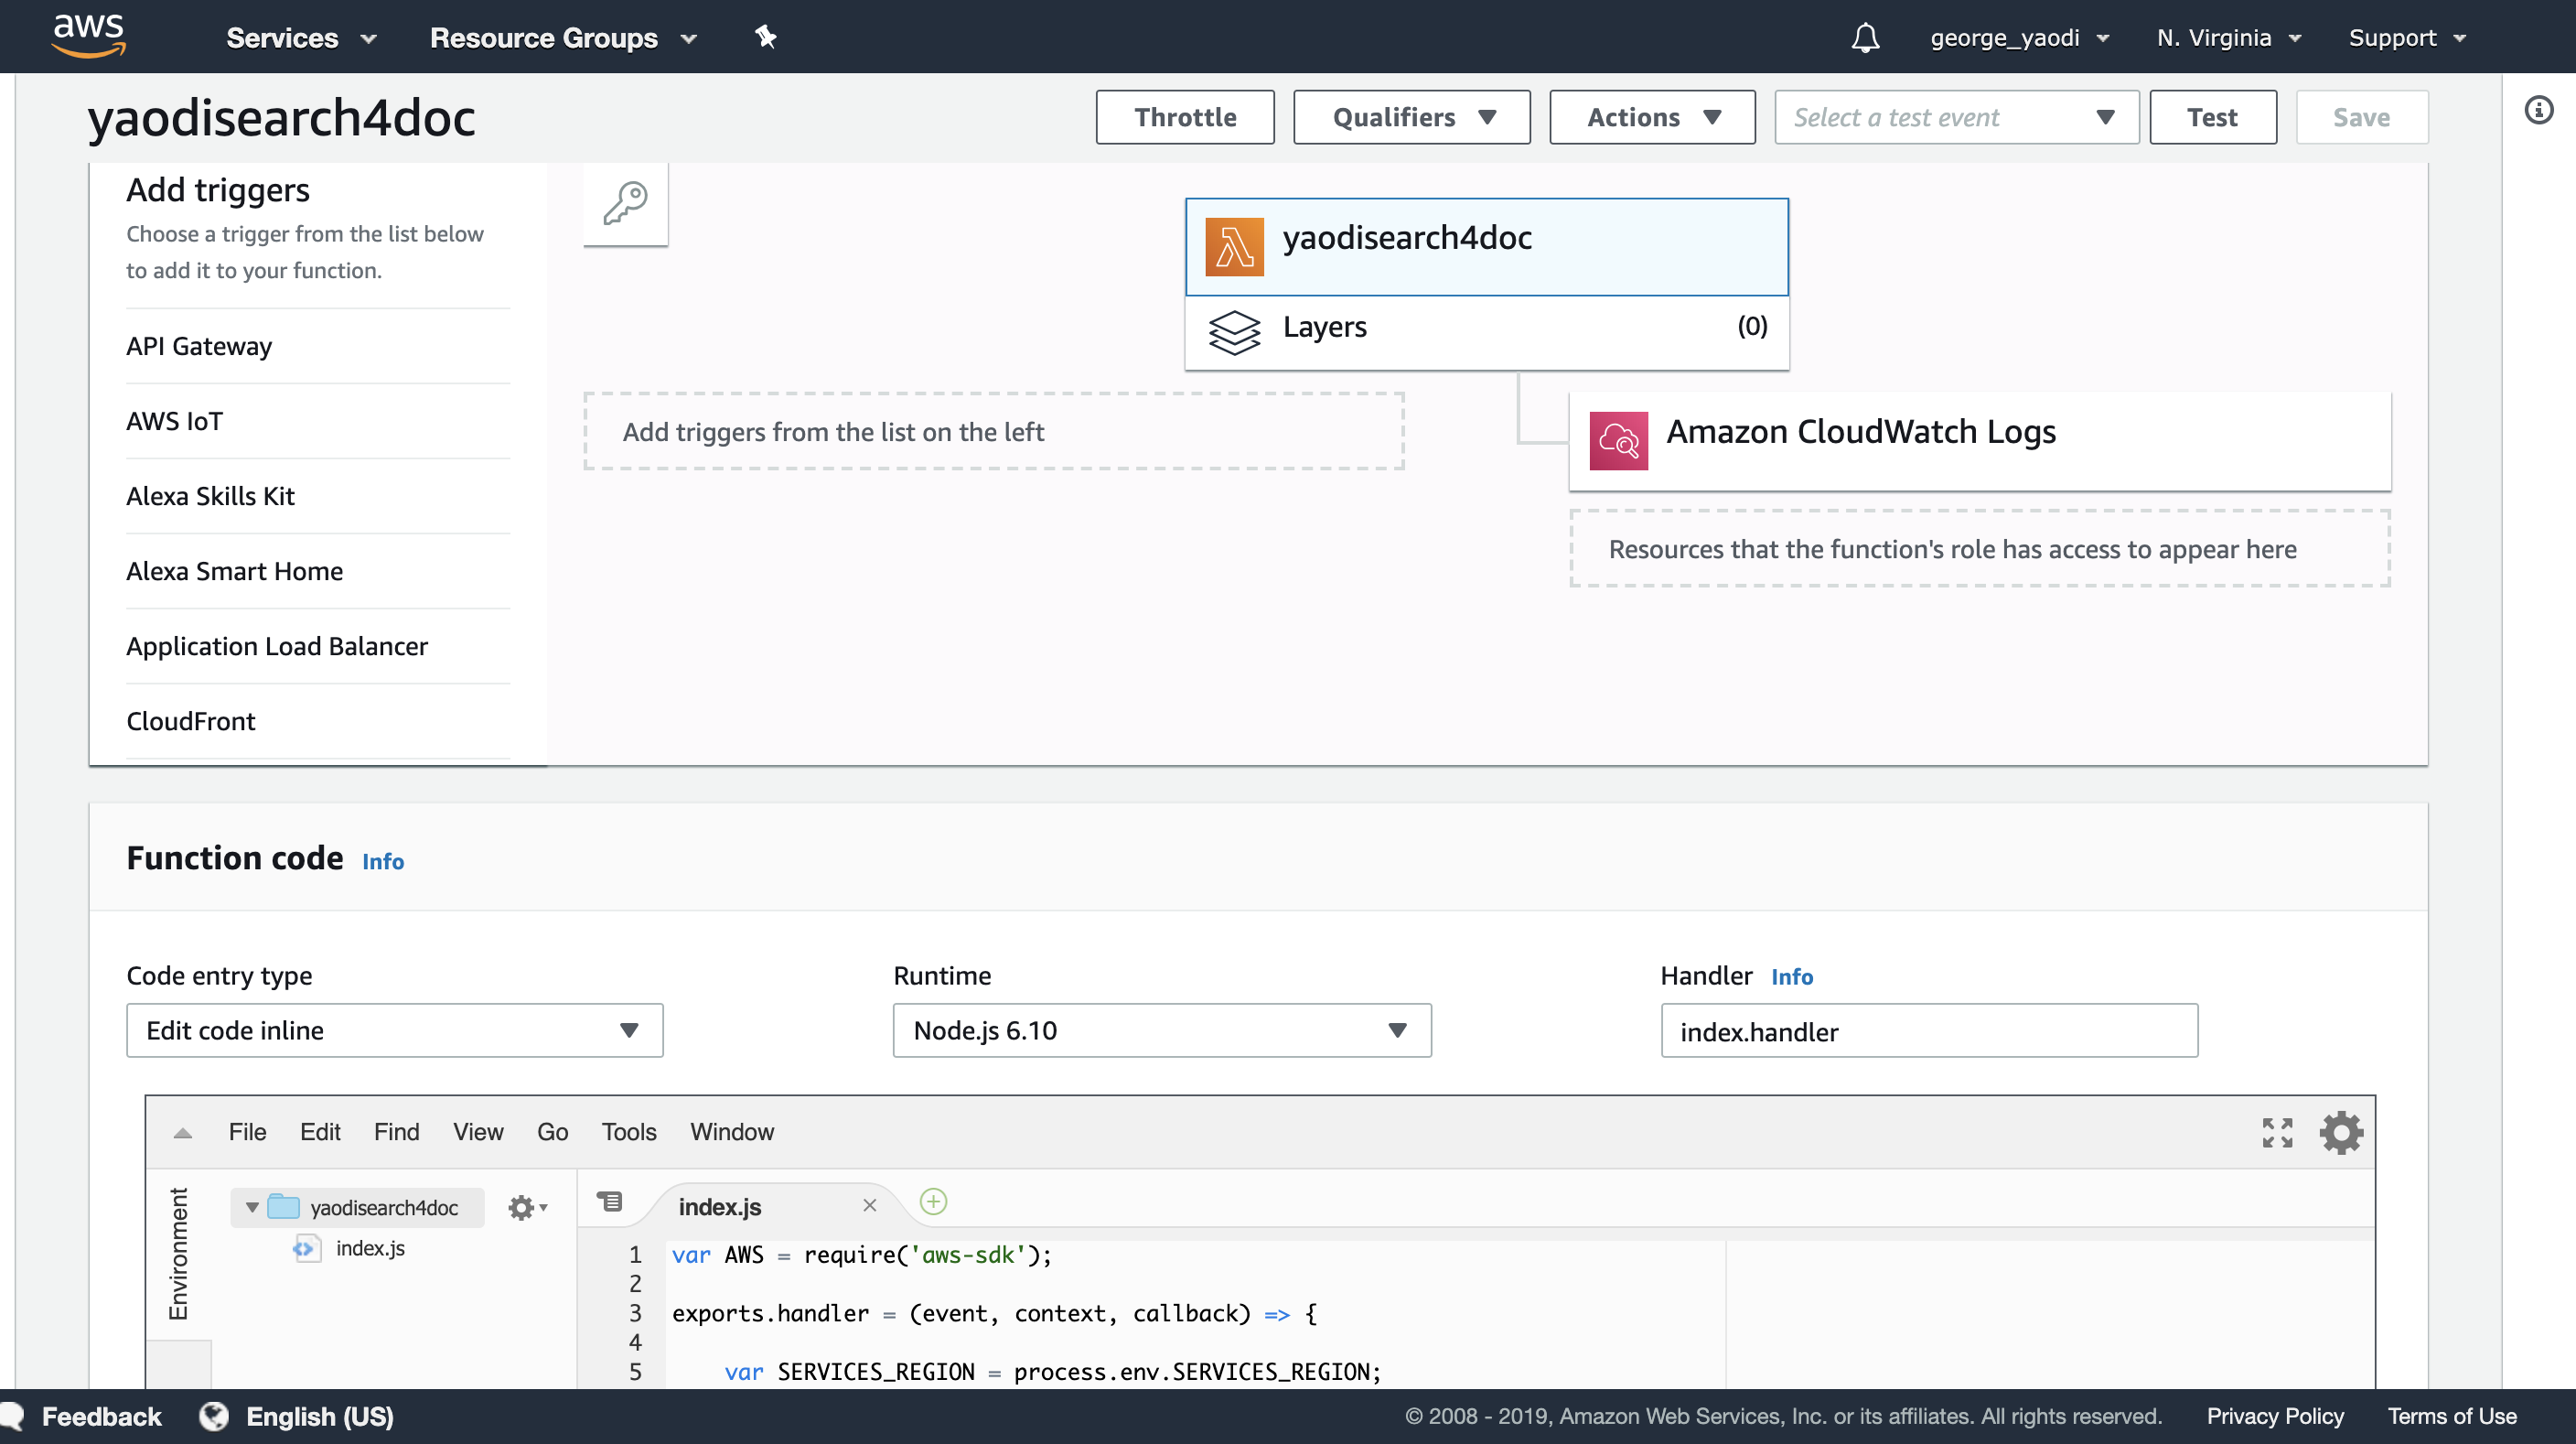 aws
Services
Resource Groups
george_yaodi
N. Virginia
Support
yaodisearch4doc
Throttle
Qualifiers
Actions
Select a test event
Test
Save
Add triggers
Choose a trigger from the list below
to add it to your function.
API Gateway
AWS IoT
Alexa Skills Kit
Alexa Smart Home
Application Load Balancer
CloudFront
yaodisearch4doc
Layers (0)
Add triggers from the list on the left
Amazon CloudWatch Logs
Resources that the function's role has access to appear here
Function code Info
Code entry type
Edit code inline
Runtime
Node.js 6.10
Handler Info
index.handler
File Edit Find View Go Tools Window
Environment
yaodisearch4doc
index.js
index.js
1 var AWS = require('aws-sdk');
2
3 exports.handler = (event, context, callback) => {
4
5 var SERVICES_REGION = process.env.SERVICES_REGION;
Feedback
English (US)
© 2008 - 2019, Amazon Web Services, Inc. or its affiliates. All rights reserved.
Privacy Policy
Terms of Use